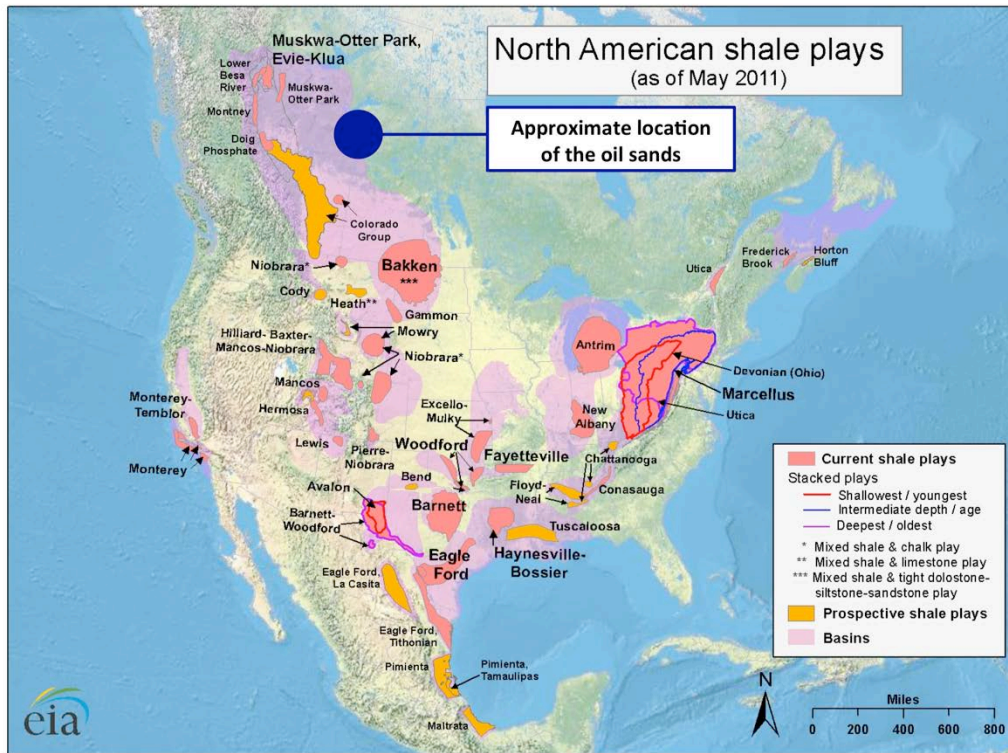 North American shale plays
(as of May 2011)
Approximate location
of the oil sands
Muskwa-Otter Park,
Evie-Klua
Lower
Besa
River
Muskwa-
Otter Park
Montney
Doig
Phosphate
Colorado
Group
Niobrara*
Bakken
***
Cody
Heath**
Gammon
Mowry
Hilliard- Baxter-
Mancos-Niobrara
Niobrara*
Mancos
Hermosa
Monterey-
Temblor
Monterey
Lewis
Pierre-
Niobrara
Excello-
Mulky
Woodford
Fayetteville
Bend
Avalon
Barnett
Barnett-
Woodford
Eagle
Ford
Haynesville-
Bossier
Tuscaloosa
Floyd-
Neal
Conasauga
Chattanooga
New
Albany
Antrim
Devonian (Ohio)
Marcellus
Utica
Utica
Frederick
Brook
Horton
Bluff
Eagle Ford,
La Casita
Eagle Ford,
Tithonian
Pimienta
Pimienta,
Tamaulipas
Maltrata
Current shale plays
Stacked plays
Shallowest / youngest
Intermediate depth / age
Deepest / oldest
* Mixed shale & chalk play
** Mixed shale & limestone play
*** Mixed shale & tight dolostone-
siltstone-sandstone play
Prospective shale plays
Basins
N
Miles
0 200 400 600 800
eia